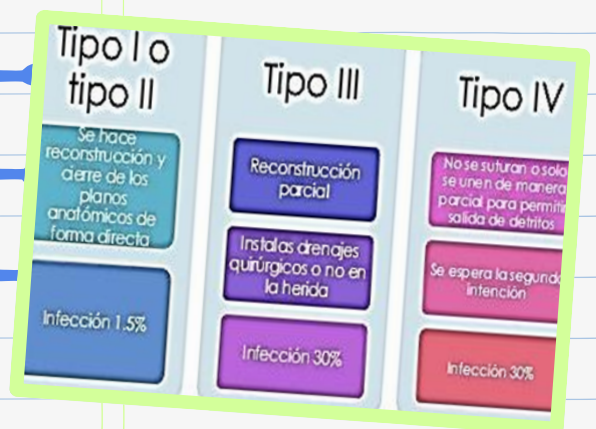 Tipo I o
tipo II
Se hace
reconstrucción y
cierre de los
planos
anatómicos de
forma directa
Infección 1.5%
Tipo III
Reconstrucción
parcial
Instalas drenajes
quirúrgicos o no en
la herida
Infección 30%
Tipo IV
No se suturan o solo
se unen de manera
parcial para permitir
salida de detritos
Se espera la segunda
intención
Infección 30%